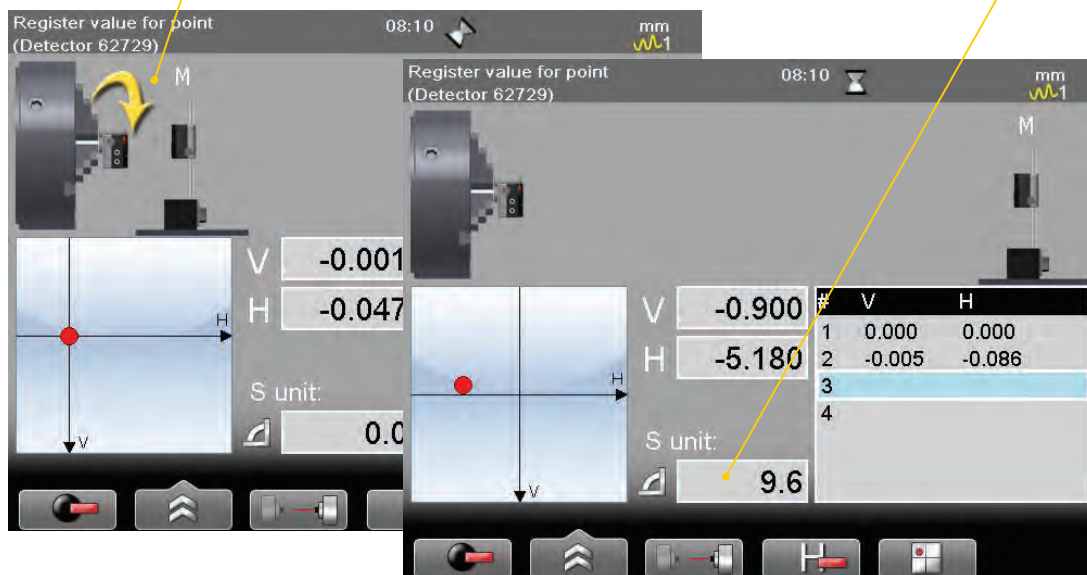 Register value for point
(Detector 62729)
08:10
mm
1
M
V
-0.001
H
-0.047
H
V
S unit:
0.0
Register value for point
(Detector 62729)
08:10
mm
1
M
V
-0.900
H
-5.180
H
V
S unit:
9.6
# V H
1 0.000 0.000
2 -0.005 -0.086
3
4
H